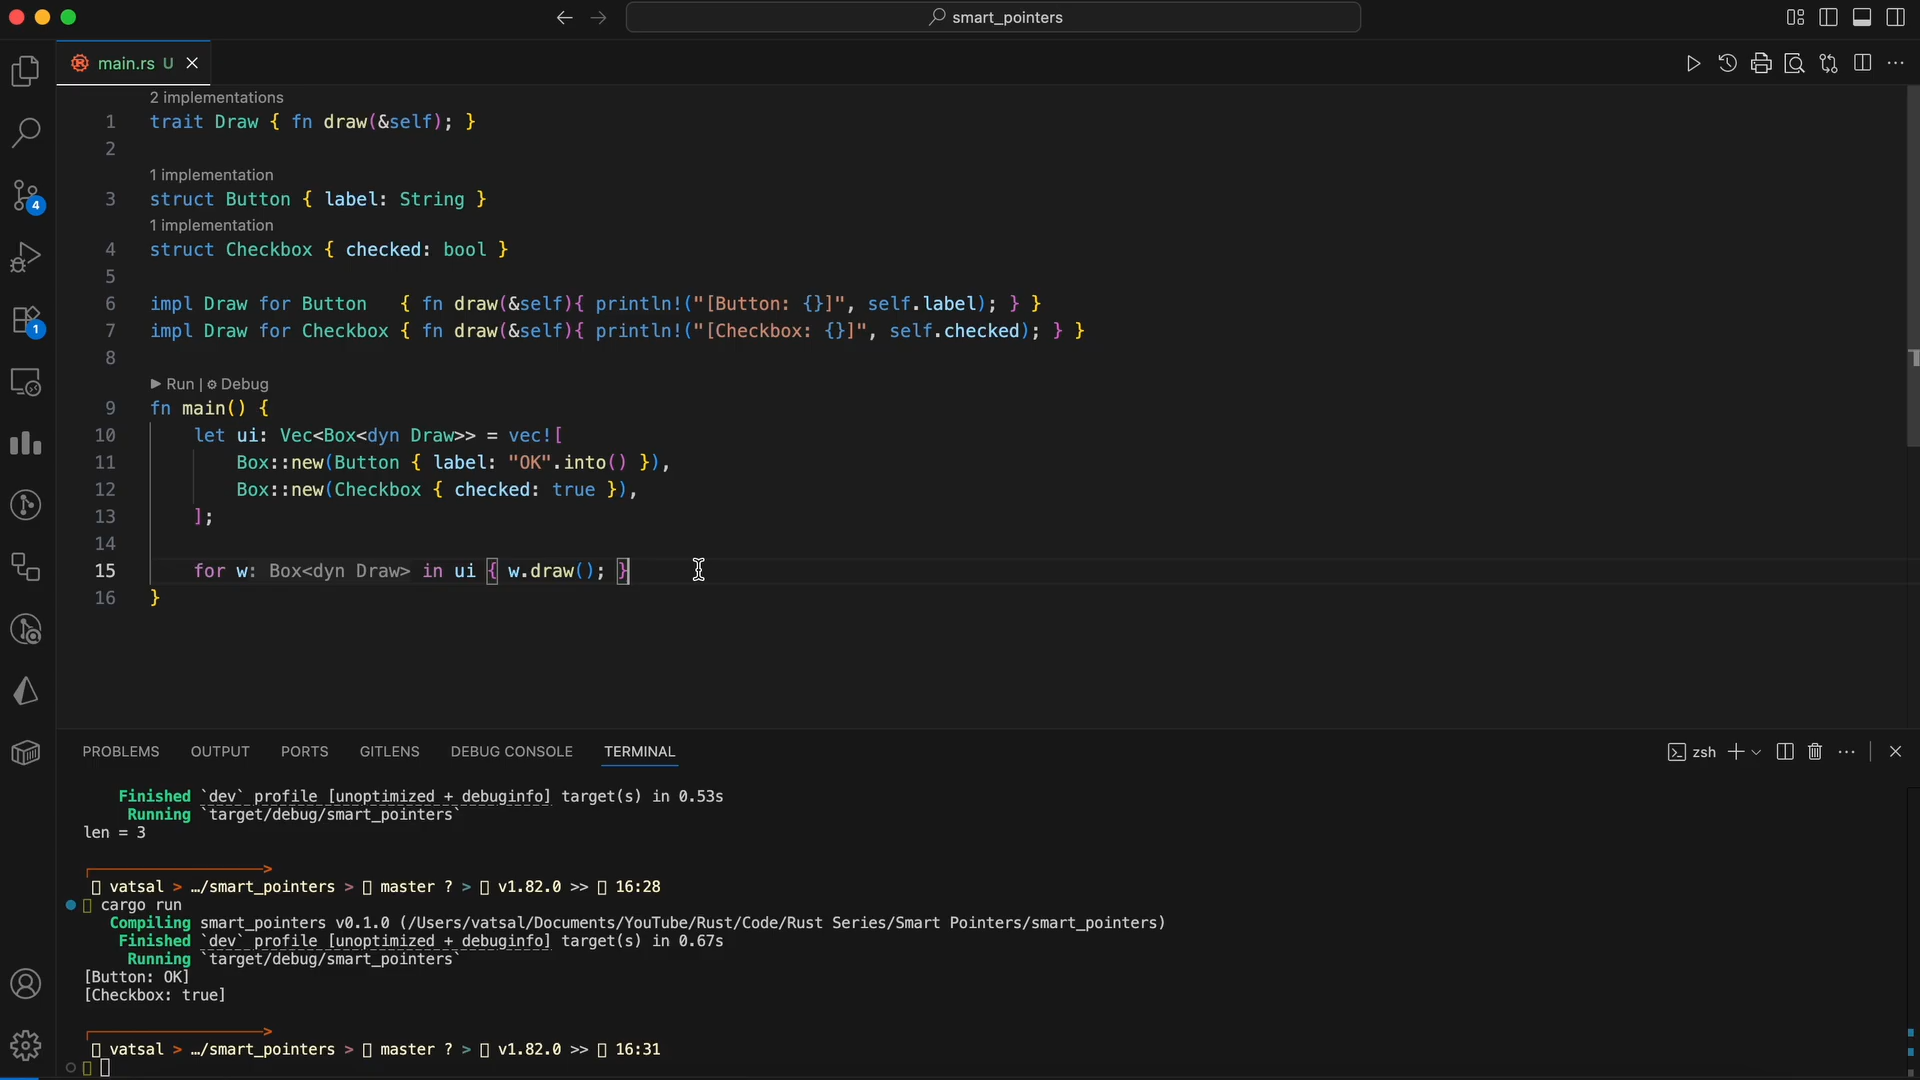 smart_pointers
main.rs U
2 implementations
1 trait Draw { fn draw(&self); }
2
1 implementation
3 struct Button { label: String }
1 implementation
4 struct Checkbox { checked: bool }
5
6 impl Draw for Button   { fn draw(&self){ println!("[Button: {}]", self.label); } }
7 impl Draw for Checkbox { fn draw(&self){ println!("[Checkbox: {}]", self.checked); } }
8
Run | Debug
9 fn main() {
10     let ui: Vec<Box<dyn Draw>> = vec![
11         Box::new(Button { label: "OK".into() }),
12         Box::new(Checkbox { checked: true }),
13     ];
14
15     for w: Box<dyn Draw> in ui { w.draw(); }
16 }
4
1
PROBLEMS OUTPUT PORTS GITLENS DEBUG CONSOLE TERMINAL zsh
Finished `dev` profile [unoptimized + debuginfo] target(s) in 0.53s
Running `target/debug/smart_pointers`
len = 3
vatsal > …/smart_pointers > master ? > v1.82.0 >> 16:28
cargo run
Compiling smart_pointers v0.1.0 (/Users/vatsal/Documents/YouTube/Rust/Code/Rust Series/Smart Pointers/smart_pointers)
Finished `dev` profile [unoptimized + debuginfo] target(s) in 0.67s
Running `target/debug/smart_pointers`
[Button: OK]
[Checkbox: true]
vatsal > …/smart_pointers > master ? > v1.82.0 >> 16:31